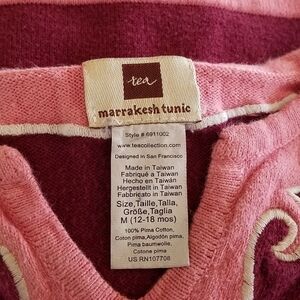 tea
marrakesh tunic
Style # 6911002
www.teacollection.com
Designed in San Francisco
Made in Taiwan
Fabriqué a Taiwan
Hecho en Taiwán
Hergestellt in Taiwan
Fabricato in Taiwan
Size,Taille,Talla,
Größe,Taglia
M (12-18 mos)
100% Pima Cotton,
Coton pima,Algodón pima,
Pima baumwolle,
Cotone pima
US RN107708